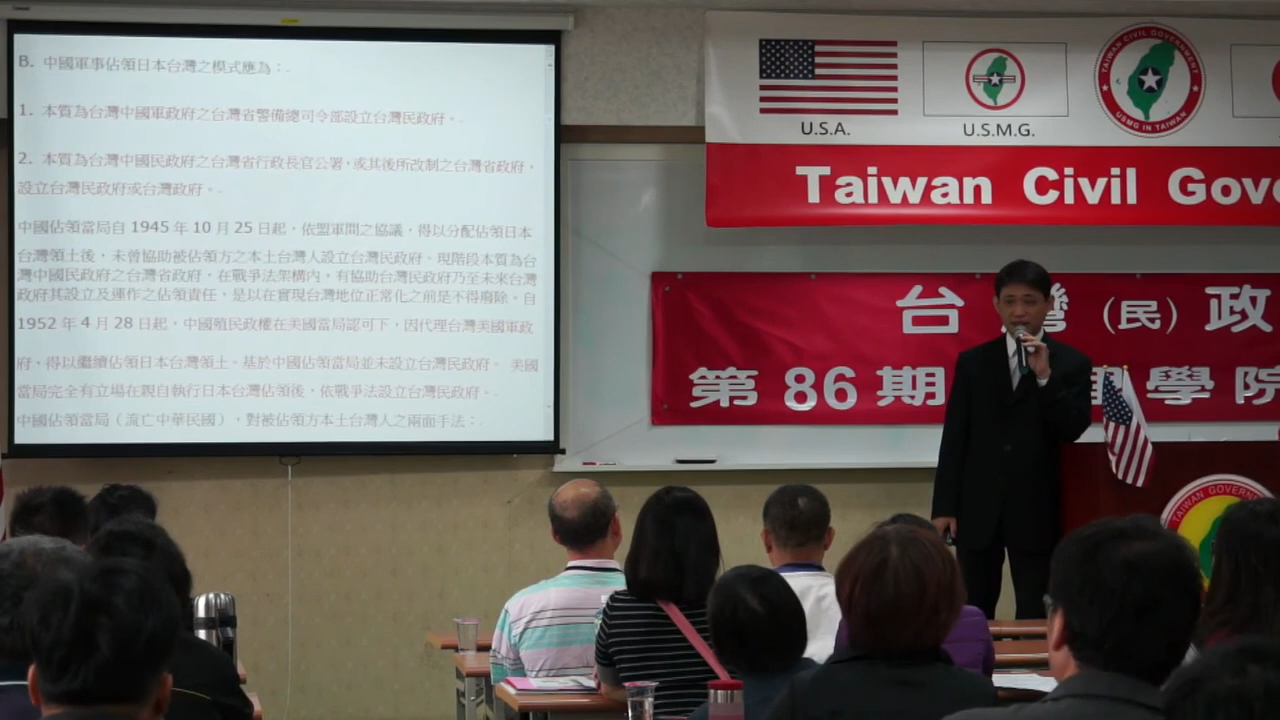 B. 中國軍事佔領日本台灣之模式應為：
1. 本質為台灣中國軍政府之台灣省警備總司令部設立台灣民政府。
2. 本質為台灣中國民政府之台灣省行政長官公署，或其後所改制之台灣省政府，
設立台灣民政府或台灣政府。
中國佔領當局自 1945 年 10 月 25 日起，依盟軍間之協議，得以分配佔領日本
台灣領土後，未曾協助被佔領方之本土台灣人設立台灣民政府。現階段本質為台
灣中國民政府之台灣省政府，在戰爭法架構內，有協助台灣民政府乃至未來台灣
政府其設立及運作之佔領責任，是以在實現台灣地位正常化之前是不得廢除。自
1952 年 4 月 28 日起，中國殖民政權在美國當局認可下，因代理台灣美國軍政
府，得以繼續佔領日本台灣領土。基於中國佔領當局並未設立台灣民政府。 美國
當局完全有立場在親自執行日本台灣佔領後，依戰爭法設立台灣民政府。
中國佔領當局（流亡中華民國），對被佔領方本土台灣人之兩面手法：
U.S.A.
U.S.M.G.
TAIWAN CIVIL GOVERNMENT
USMG IN TAIWAN
Taiwan Civil Gove
台灣（民）政
第 86 期 學院
TAIWAN GOVERN